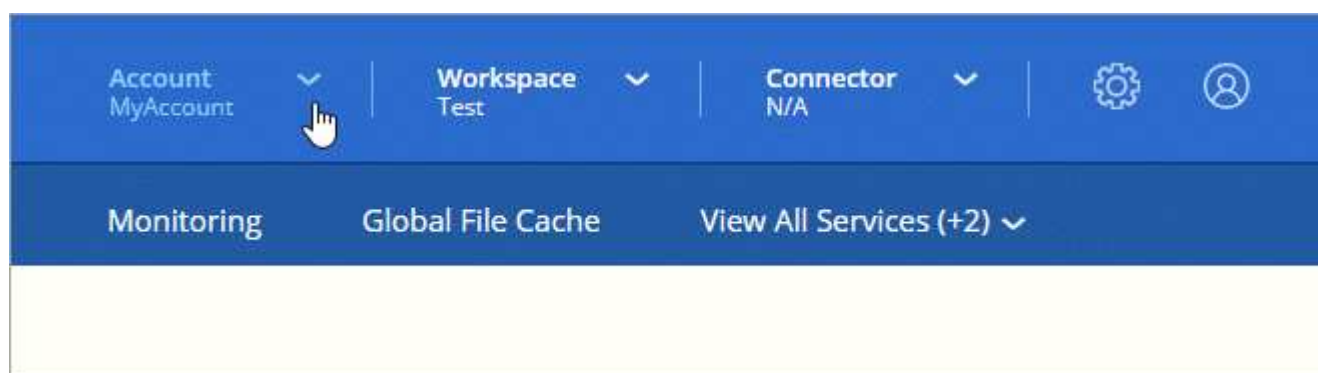 Account
MyAccount
Workspace
Test
Connector
N/A
Monitoring Global File Cache View All Services (+2)